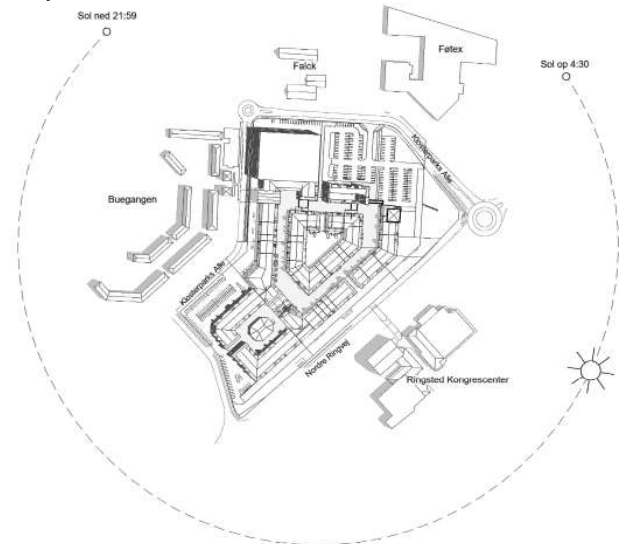 Sol ned 21:59
Føtex
Falck
Sol op 4:30
Klosterparks Alle
Buegangen
Klosterparks Alle
Nordre Ringvej
Ringsted Kongrescenter